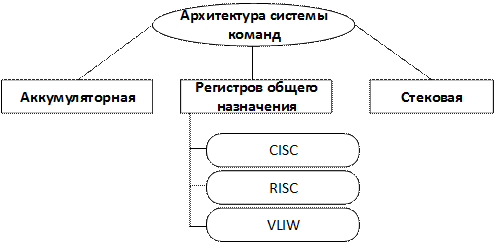 Архитектура системы
команд
Аккумуляторная
Регистров общего
назначения
Стековая
CISC
RISC
VLIW